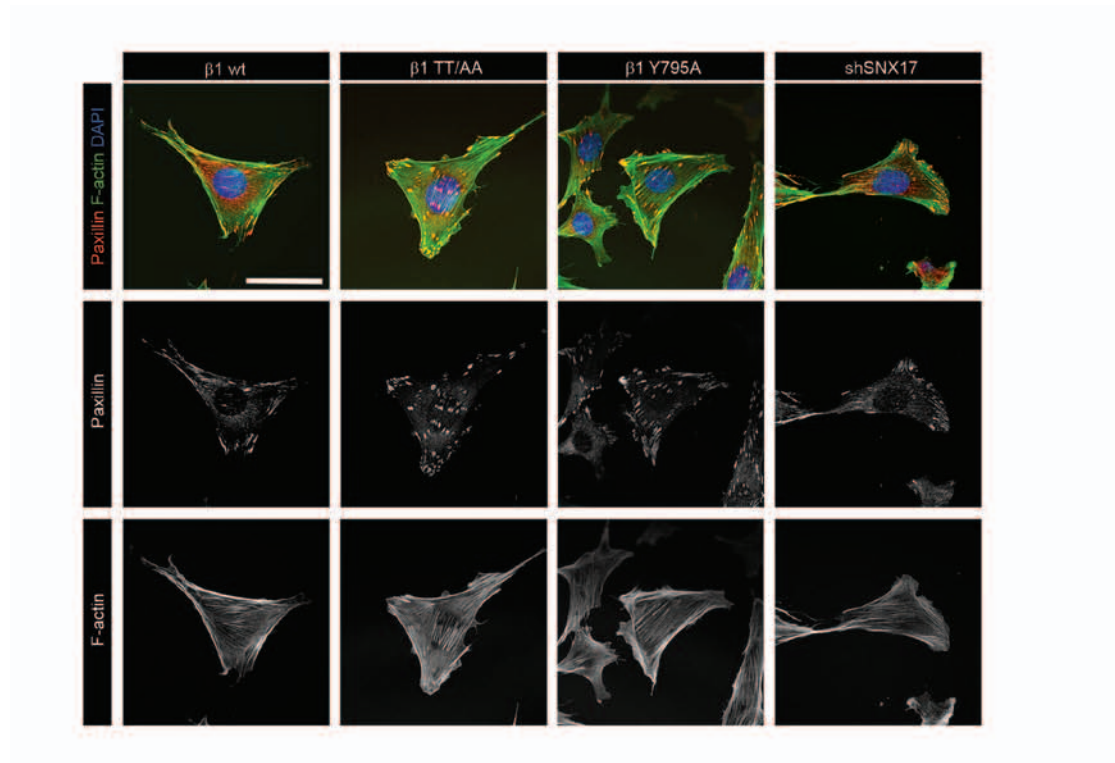 β1 wt
β1 TT/AA
β1 Y795A
shSNX17
Paxillin F-actin DAPI
Paxillin
F-actin